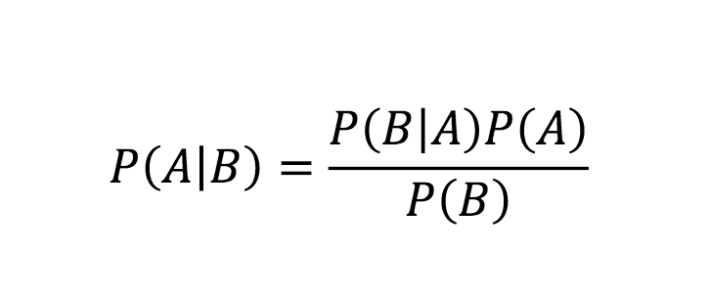 P(A|B) = P(B|A)P(A) / P(B)